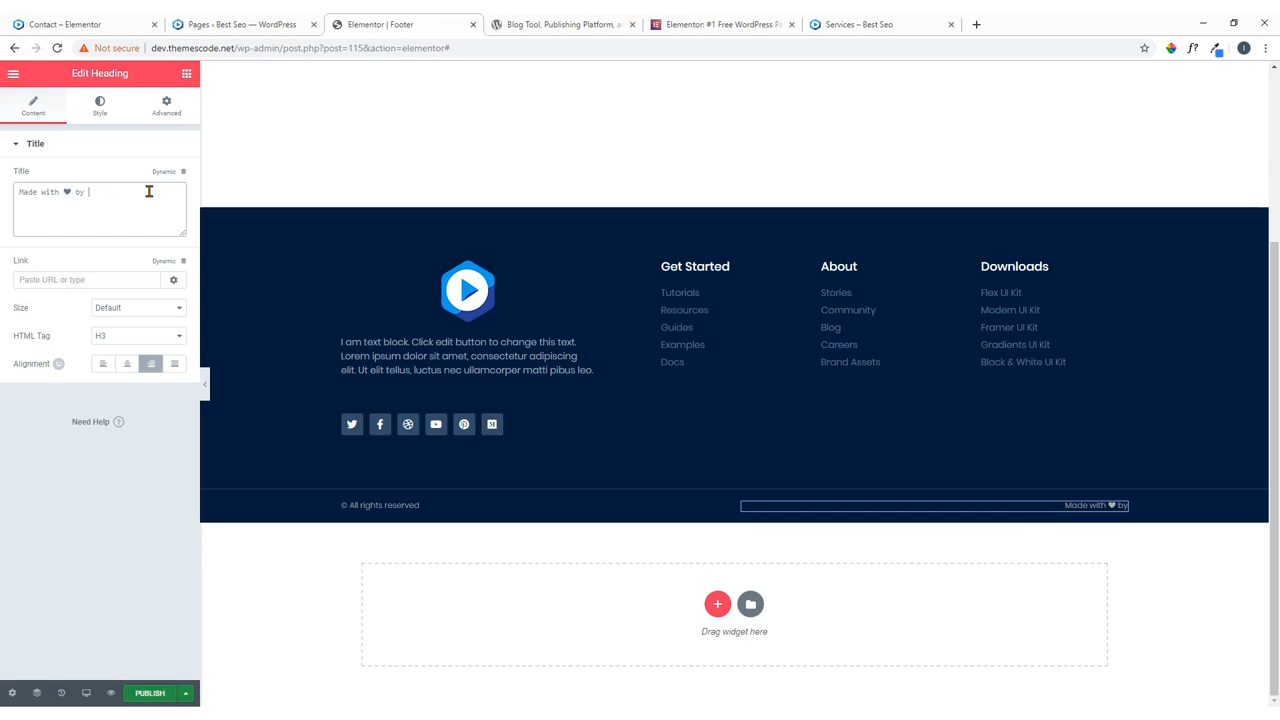 Contact – Elementor
Pages ‹ Best Seo — WordPress
Elementor | Footer
Blog Tool, Publishing Platform, a
Elementor: #1 Free WordPress P
Services – Best Seo
Not secure
dev.themescode.net/wp-admin/post.php?post=115&action=elementor#
f?
I
Edit Heading
Content
Style
Advanced
Title
Title
Dynamic
Made with ♥ by
Link
Dynamic
Paste URL or type
Size
Default
HTML Tag
H3
Alignment
Need Help
PUBLISH
I am text block. Click edit button to change this text.
Lorem ipsum dolor sit amet, consectetur adipiscing
elit. Ut elit tellus, luctus nec ullamcorper matti pibus leo.
Get Started
Tutorials
Resources
Guides
Examples
Docs
About
Stories
Community
Blog
Careers
Brand Assets
Downloads
Flex UI Kit
Modern UI Kit
Framer UI Kit
Gradients UI Kit
Black & White UI Kit
© All rights reserved
Made with ♥ by
Drag widget here